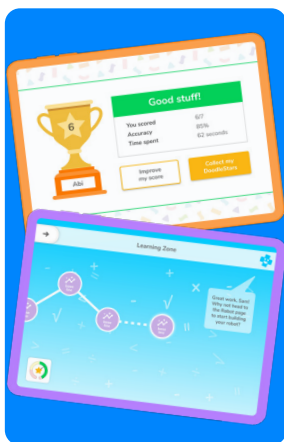 Good stuff!
6
You scored 6/7
Accuracy 85%
Time spent 62 seconds
Abi
Improve
my score
Collect my
DoodleStars
Learning Zone
Great work, Sam!
Why not head to
the Robot page
to start building
your robot?